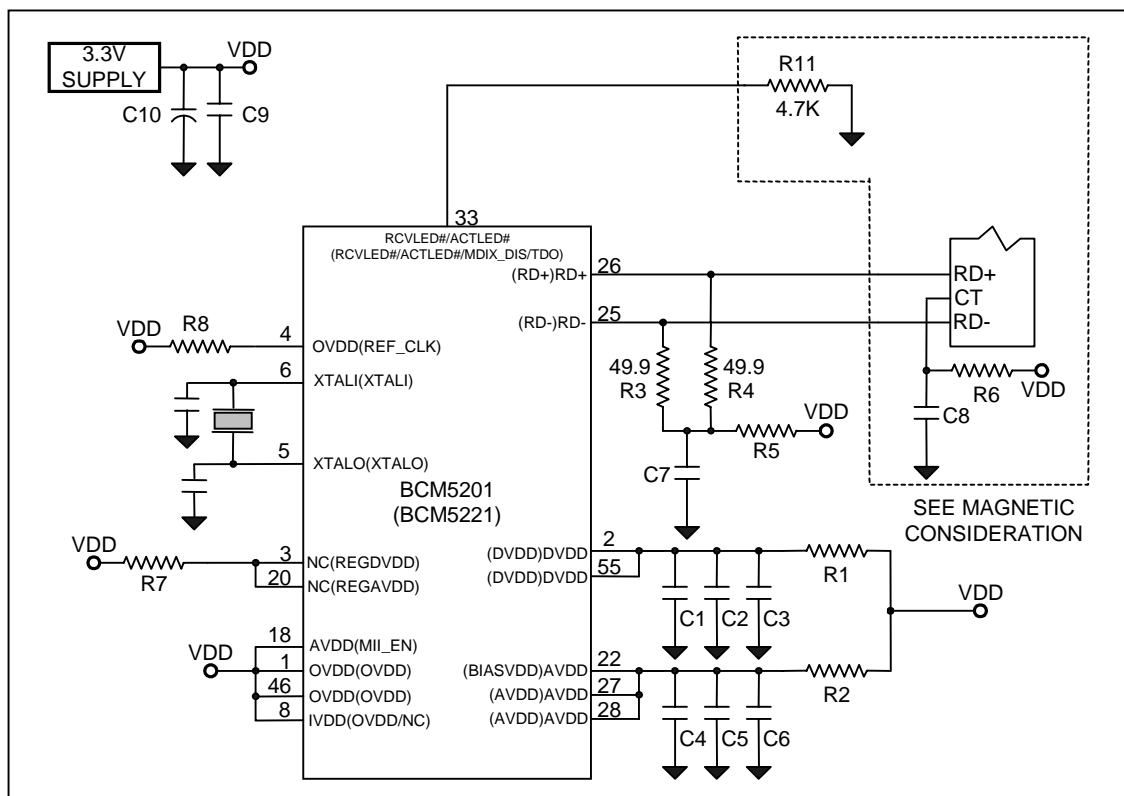 3.3V
SUPPLY
VDD
C10
C9
R11
4.7K
33
RCVLED#/ACTLED#
(RCVLED#/ACTLED#/MDIX_DIS/TDO)
(RD+)RD+
26
RD+
CT
(RD-)RD-
25
RD-
VDD
R8
4
OVDD(REF_CLK)
6
XTALI(XTALI)
49.9
R3
49.9
R4
R6
VDD
C8
VDD
R5
5
XTALO(XTALO)
C7
BCM5201
(BCM5221)
SEE MAGNETIC
CONSIDERATION
VDD
R7
3
NC(REGDVDD)
20
NC(REGAVDD)
(DVDD)DVDD
2
(DVDD)DVDD
55
R1
C1
C2
C3
VDD
VDD
18
AVDD(MII_EN)
1
OVDD(OVDD)
46
OVDD(OVDD)
8
IVDD(OVDD/NC)
(BIASVDD)AVDD
22
(AVDD)AVDD
27
(AVDD)AVDD
28
R2
C4
C5
C6